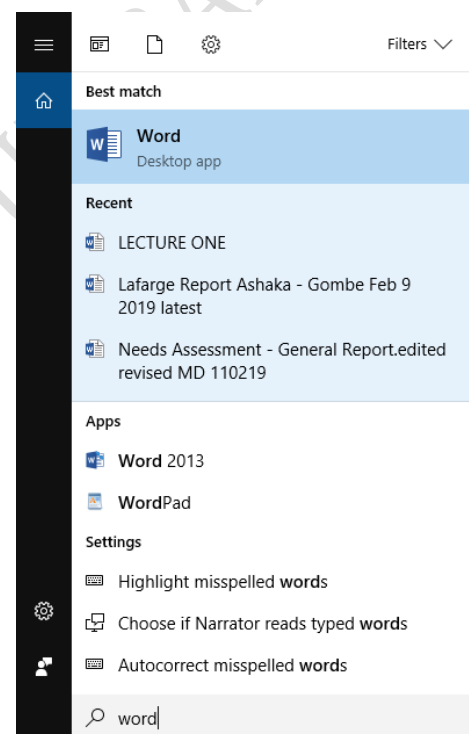 Filters
Best match
Word
Desktop app
Recent
LECTURE ONE
Lafarge Report Ashaka - Gombe Feb 9
2019 latest
Needs Assessment - General Report.edited
revised MD 110219
Apps
Word 2013
WordPad
Settings
Highlight misspelled words
Choose if Narrator reads typed words
Autocorrect misspelled words
word